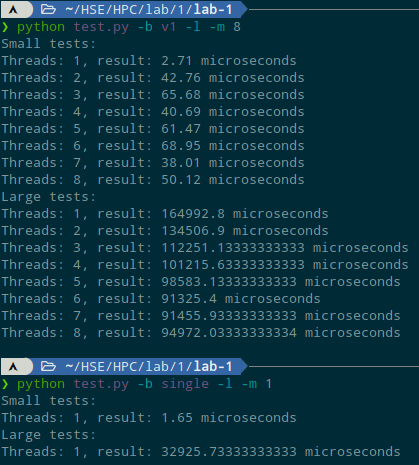 ~/HSE/HPC/lab/1/lab-1
❯ python test.py -b v1 -l -m 8
Small tests:
Threads: 1, result: 2.71 microseconds
Threads: 2, result: 42.76 microseconds
Threads: 3, result: 65.68 microseconds
Threads: 4, result: 40.69 microseconds
Threads: 5, result: 61.47 microseconds
Threads: 6, result: 68.95 microseconds
Threads: 7, result: 38.01 microseconds
Threads: 8, result: 50.12 microseconds
Large tests:
Threads: 1, result: 164992.8 microseconds
Threads: 2, result: 134506.9 microseconds
Threads: 3, result: 112251.13333333333 microseconds
Threads: 4, result: 101215.63333333333 microseconds
Threads: 5, result: 98583.13333333333 microseconds
Threads: 6, result: 91325.4 microseconds
Threads: 7, result: 91455.93333333333 microseconds
Threads: 8, result: 94972.03333333334 microseconds
~/HSE/HPC/lab/1/lab-1
❯ python test.py -b single -l -m 1
Small tests:
Threads: 1, result: 1.65 microseconds
Large tests:
Threads: 1, result: 32925.73333333333 microseconds